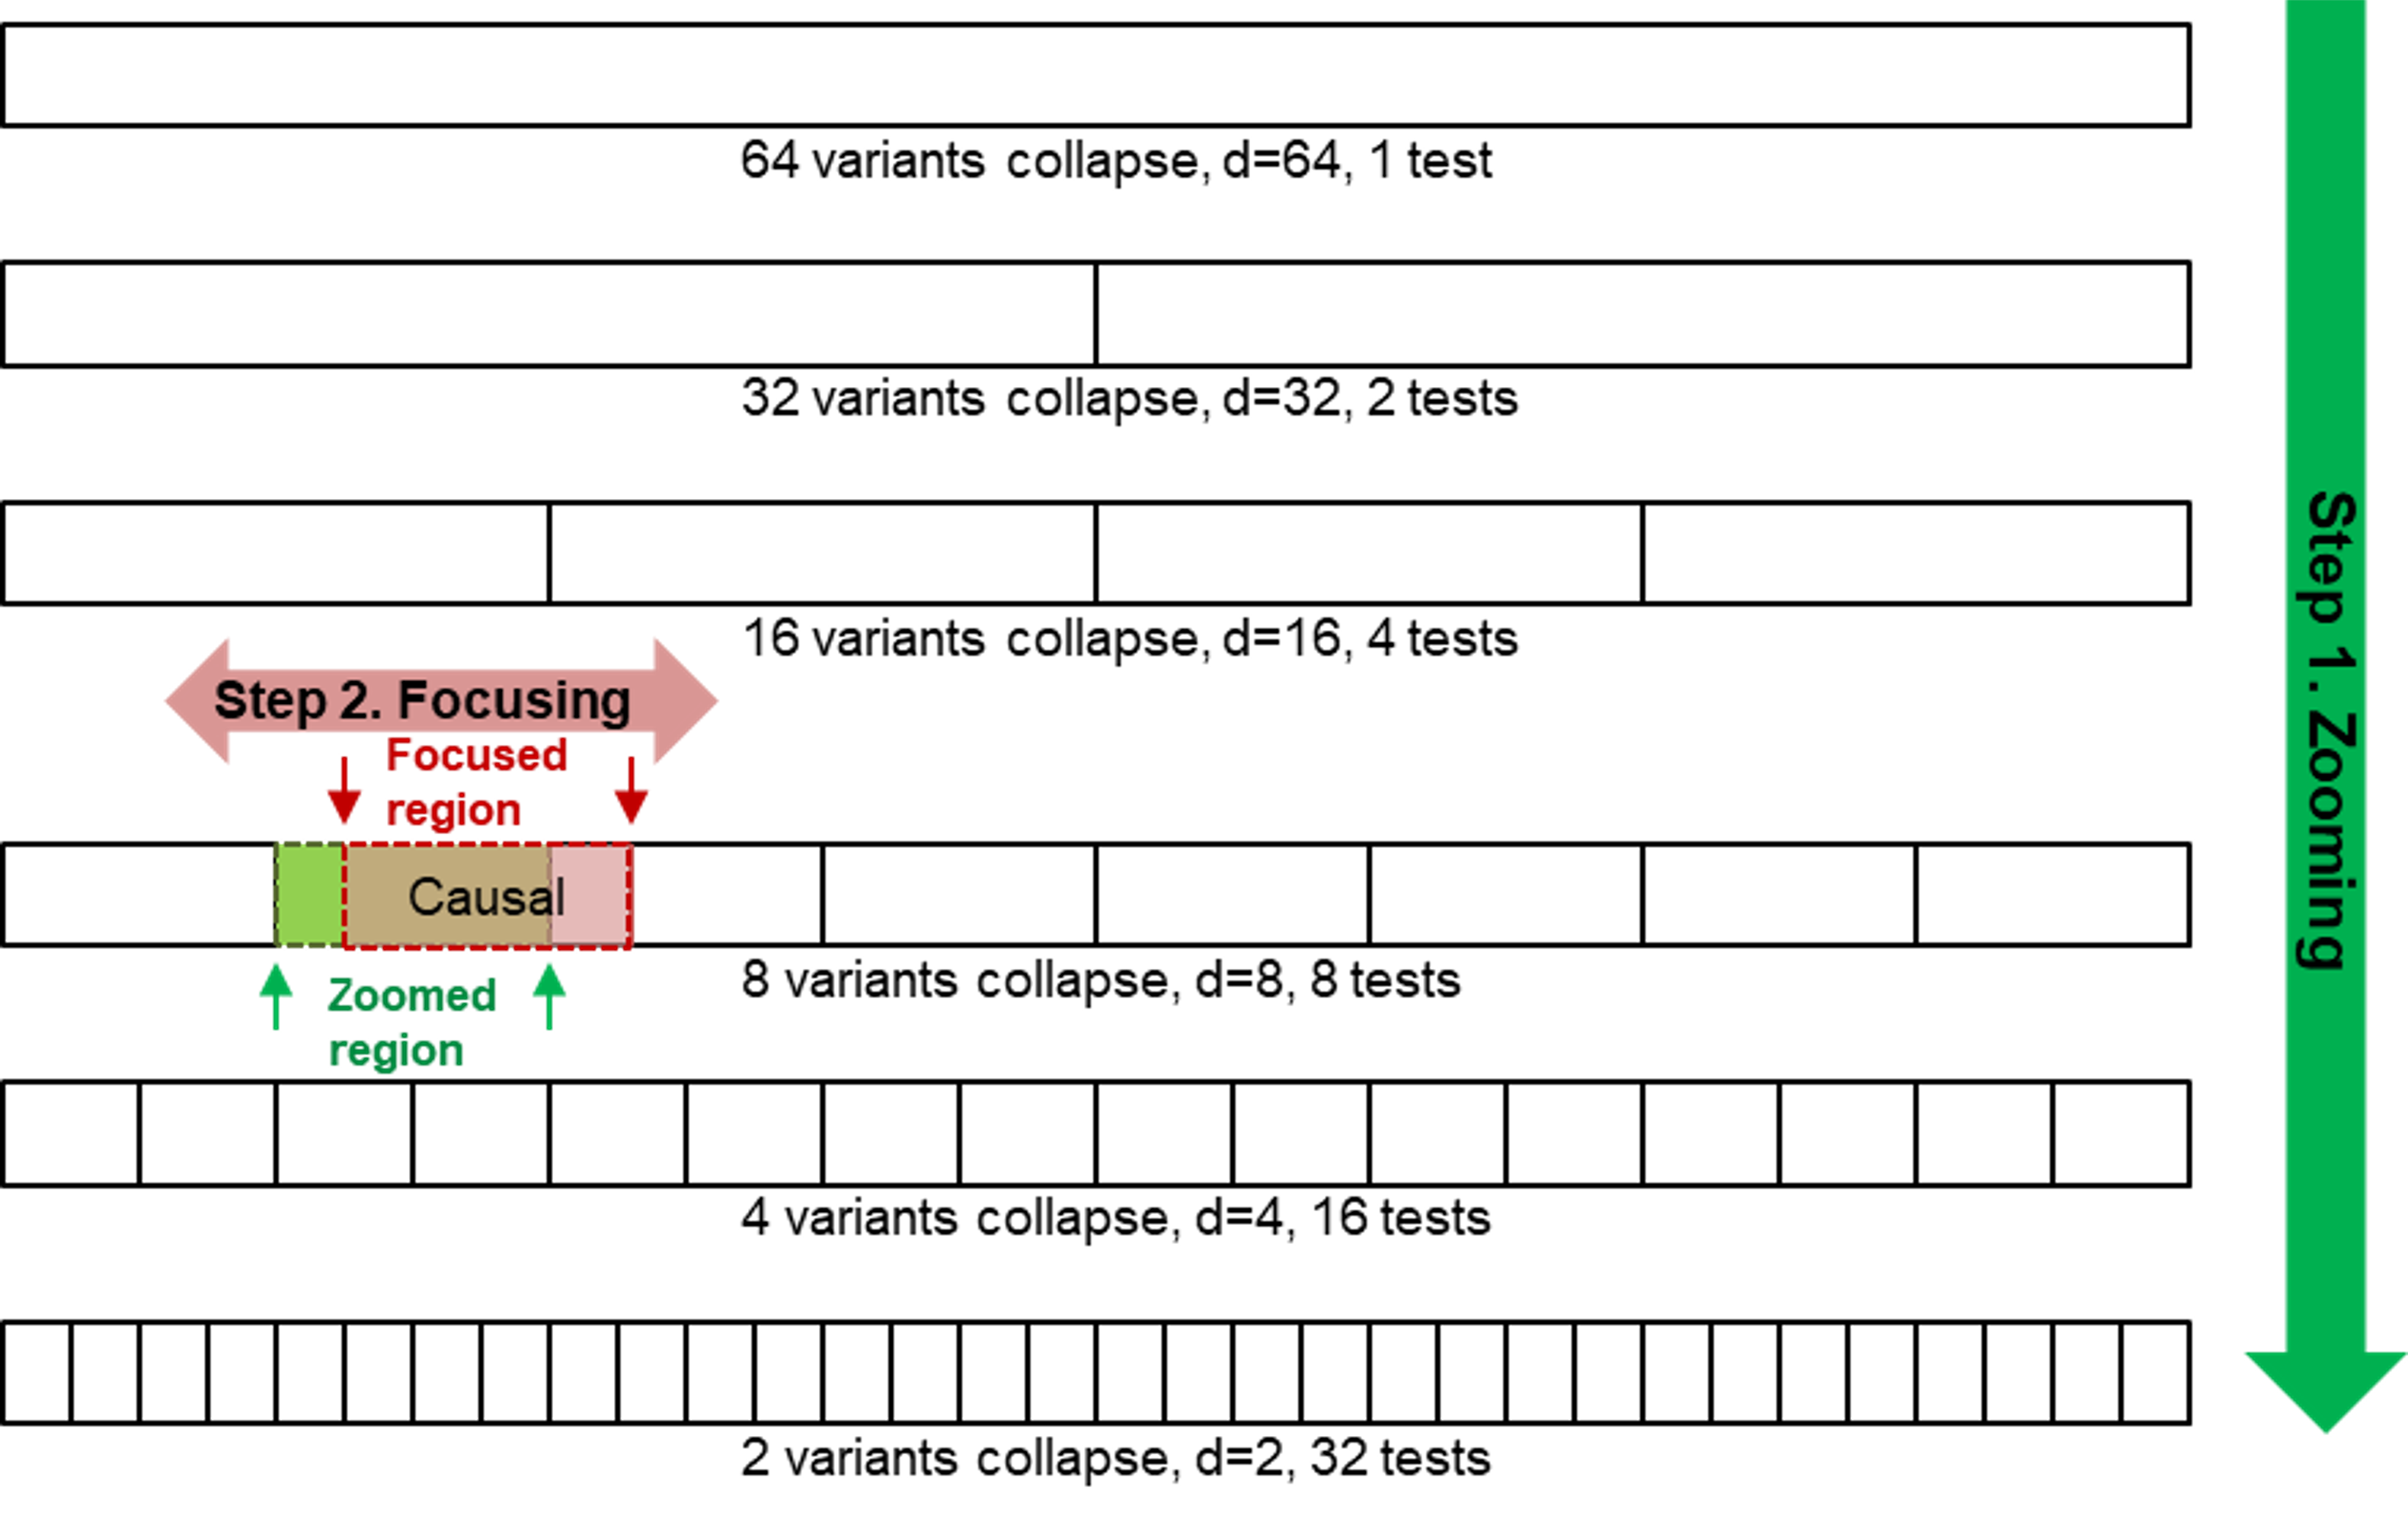 64 variants collapse, d=64, 1 test
32 variants collapse, d=32, 2 tests
16 variants collapse, d=16, 4 tests
Step 2. Focusing
Focused
region
Causal
8 variants collapse, d=8, 8 tests
Zoomed
region
4 variants collapse, d=4, 16 tests
2 variants collapse, d=2, 32 tests
Step 1. Zooming